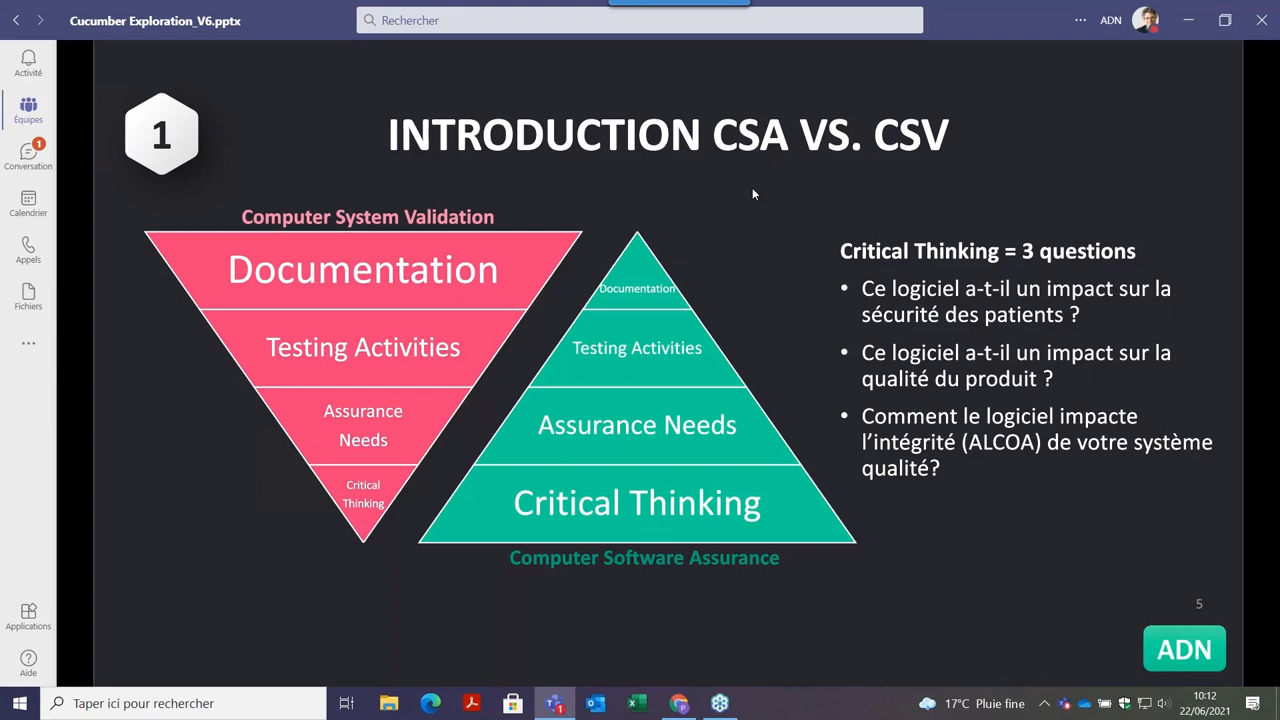 Cucumber Exploration_V6.pptx
Rechercher
ADN
Activité
Équipes
1
Conversation
Calendrier
Appels
Fichiers
Applications
Aide
1
INTRODUCTION CSA VS. CSV
Computer System Validation
Documentation
Testing Activities
Assurance
Needs
Critical
Thinking
Documentation
Testing Activities
Assurance Needs
Critical Thinking
Computer Software Assurance
Critical Thinking = 3 questions
• Ce logiciel a-t-il un impact sur la
sécurité des patients ?
• Ce logiciel a-t-il un impact sur la
qualité du produit ?
• Comment le logiciel impacte
l’intégrité (ALCOA) de votre système
qualité?
5
ADN
Taper ici pour rechercher
1
17°C Pluie fine
10:12
22/06/2021